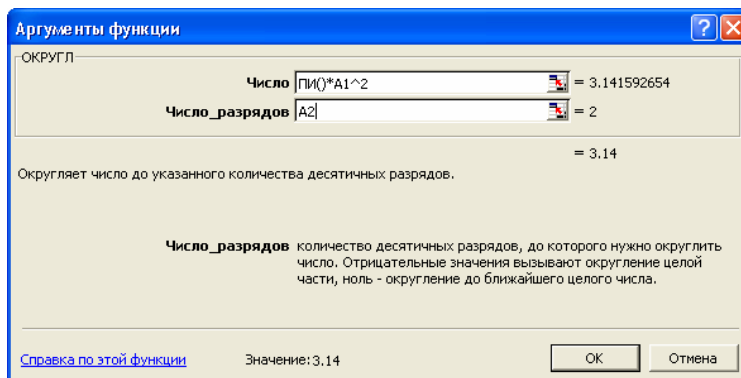 Аргументы функции
ОКРУГЛ
Число ПИ()*A1^2 = 3.141592654
Число_разрядов A2 = 2
= 3.14
Округляет число до указанного количества десятичных разрядов.
Число_разрядов количество десятичных разрядов, до которого нужно округлить
число. Отрицательные значения вызывают округление целой
части, ноль - округление до ближайшего целого числа.
Справка по этой функции Значение:3.14 OK Отмена